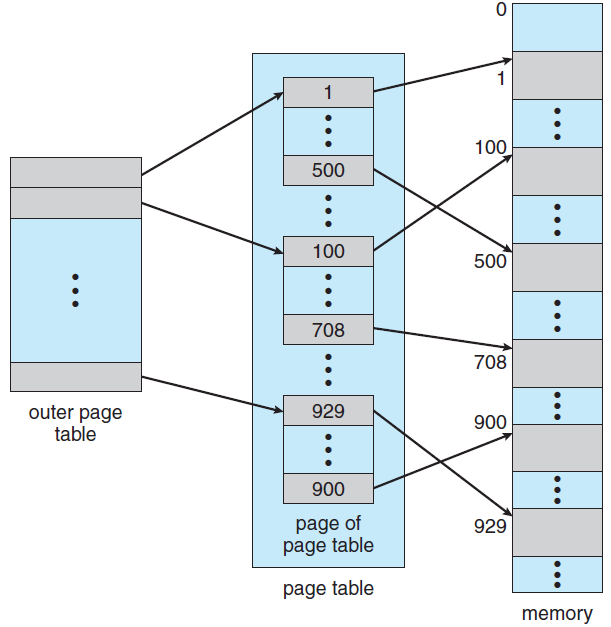 outer page
table
1
500
100
708
929
900
page of
page table
page table
0
1
100
500
708
900
929
memory